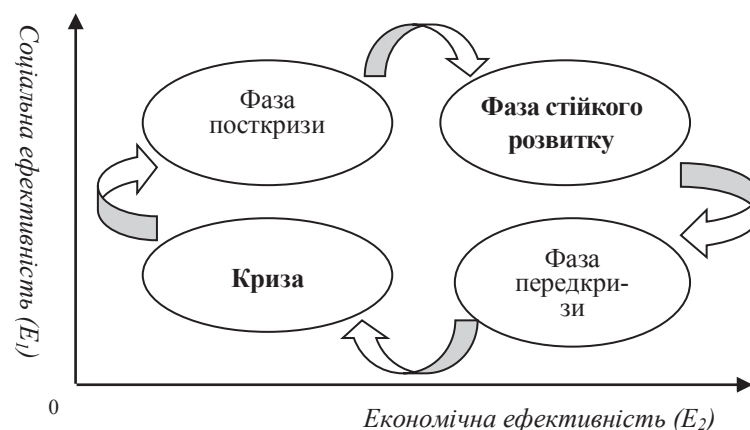 Соціальна ефективність (E1)
Фаза
посткризи
Фаза стійкого
розвитку
Криза
Фаза
передкри-
зи
0
Економічна ефективність (E2)